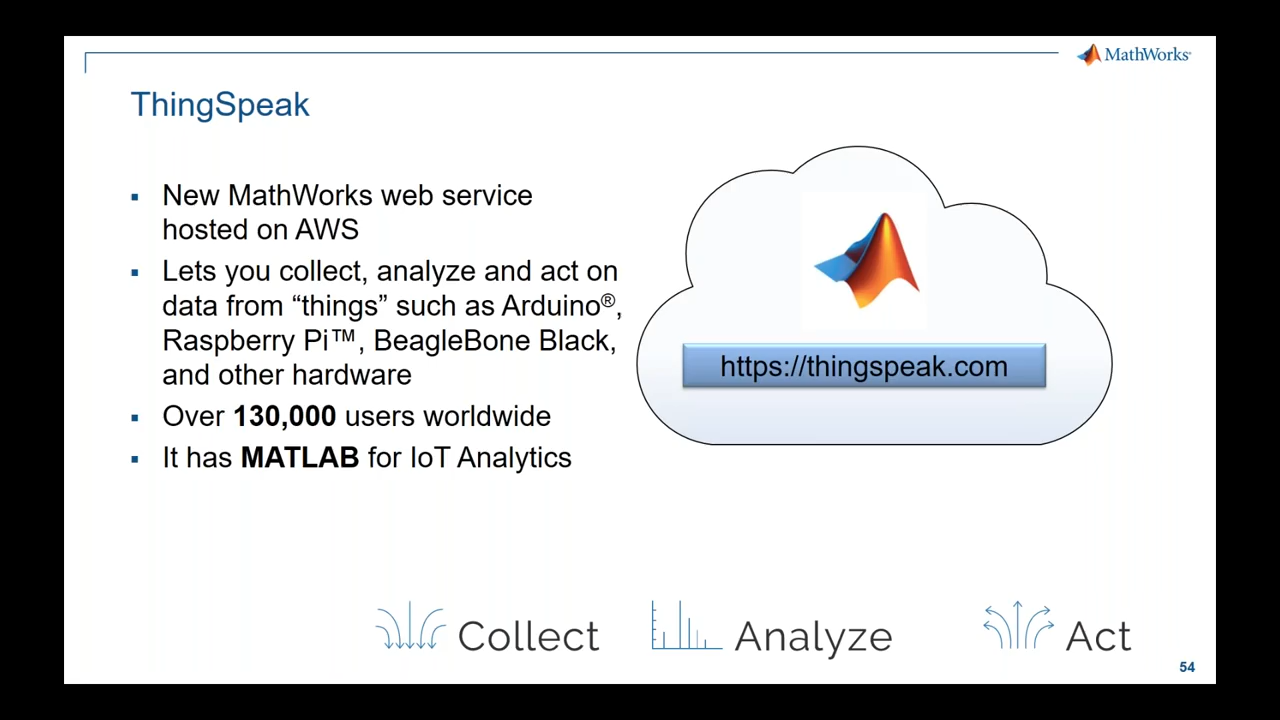 MathWorks®
ThingSpeak
▪ New MathWorks web service
hosted on AWS
▪ Lets you collect, analyze and act on
data from “things” such as Arduino®,
Raspberry Pi™, BeagleBone Black,
and other hardware
▪ Over 130,000 users worldwide
▪ It has MATLAB for IoT Analytics
https://thingspeak.com
Collect
Analyze
Act
54